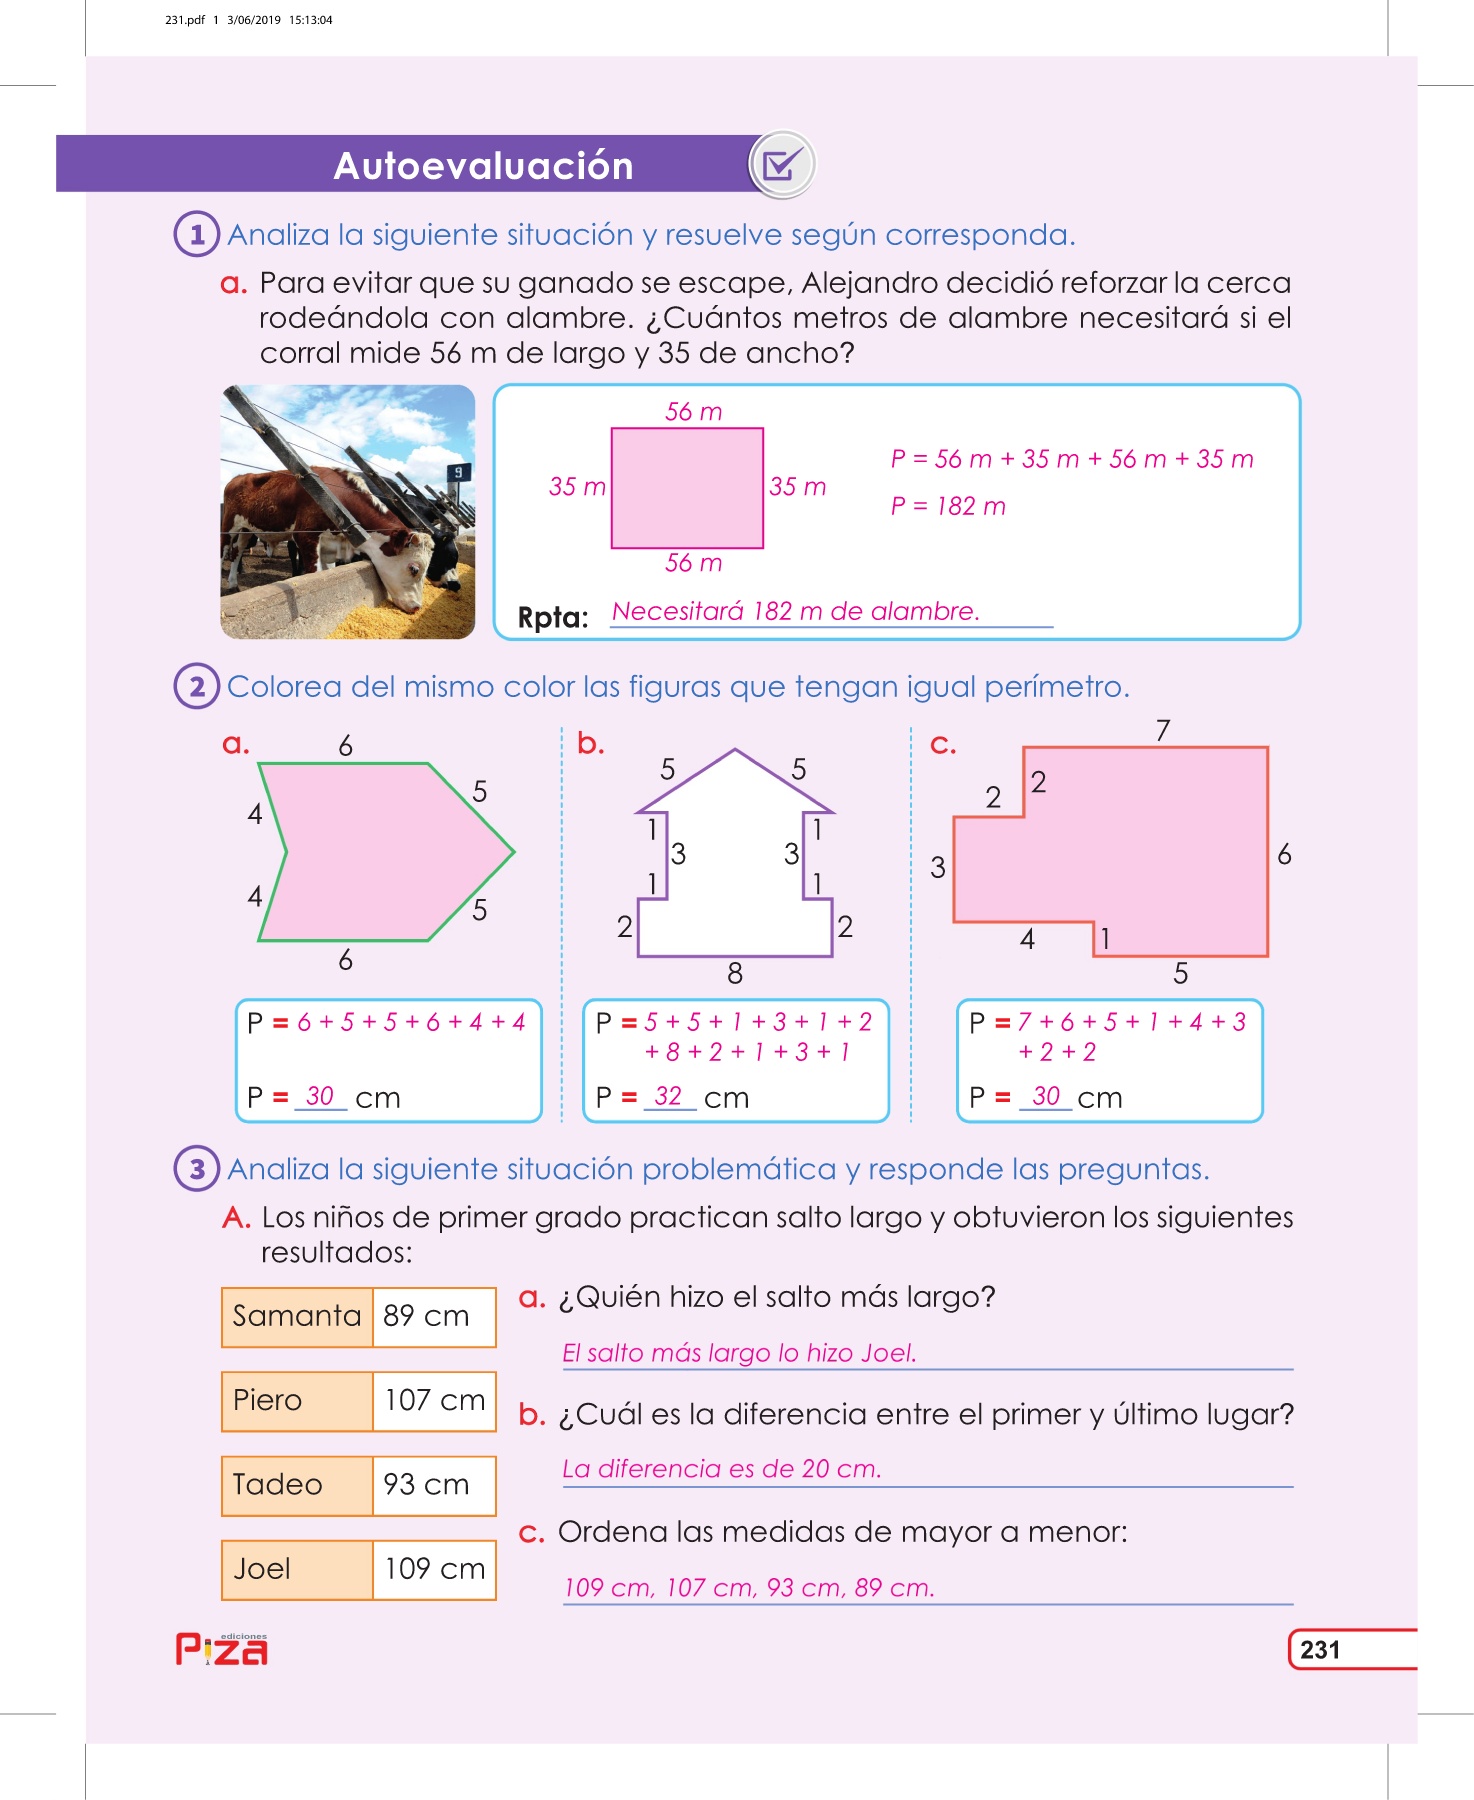 231.pdf 1 3/06/2019 15:13:04
Autoevaluación
1 Analiza la siguiente situación y resuelve según corresponda.
a. Para evitar que su ganado se escape, Alejandro decidió reforzar la cerca
rodeándola con alambre. ¿Cuántos metros de alambre necesitará si el
corral mide 56 m de largo y 35 de ancho?
9
56 m
35 m
35 m
56 m
P = 56 m + 35 m + 56 m + 35 m
P = 182 m
Rpta: Necesitará 182 m de alambre.
2 Colorea del mismo color las figuras que tengan igual perímetro.
a.
6
5
4
4
5
6
P = 6 + 5 + 5 + 6 + 4 + 4
P = 30 cm
b.
5
5
1
1
3
3
1
1
2
2
8
P = 5 + 5 + 1 + 3 + 1 + 2
+ 8 + 2 + 1 + 3 + 1
P = 32 cm
c.
7
2
2
3
6
4
1
5
P = 7 + 6 + 5 + 1 + 4 + 3
+ 2 + 2
P = 30 cm
3 Analiza la siguiente situación problemática y responde las preguntas.
A. Los niños de primer grado practican salto largo y obtuvieron los siguientes
resultados:
Samanta 89 cm
Piero 107 cm
Tadeo 93 cm
Joel 109 cm
a. ¿Quién hizo el salto más largo?
El salto más largo lo hizo Joel.
b. ¿Cuál es la diferencia entre el primer y último lugar?
La diferencia es de 20 cm.
c. Ordena las medidas de mayor a menor:
109 cm, 107 cm, 93 cm, 89 cm.
ediciones
Piza
231